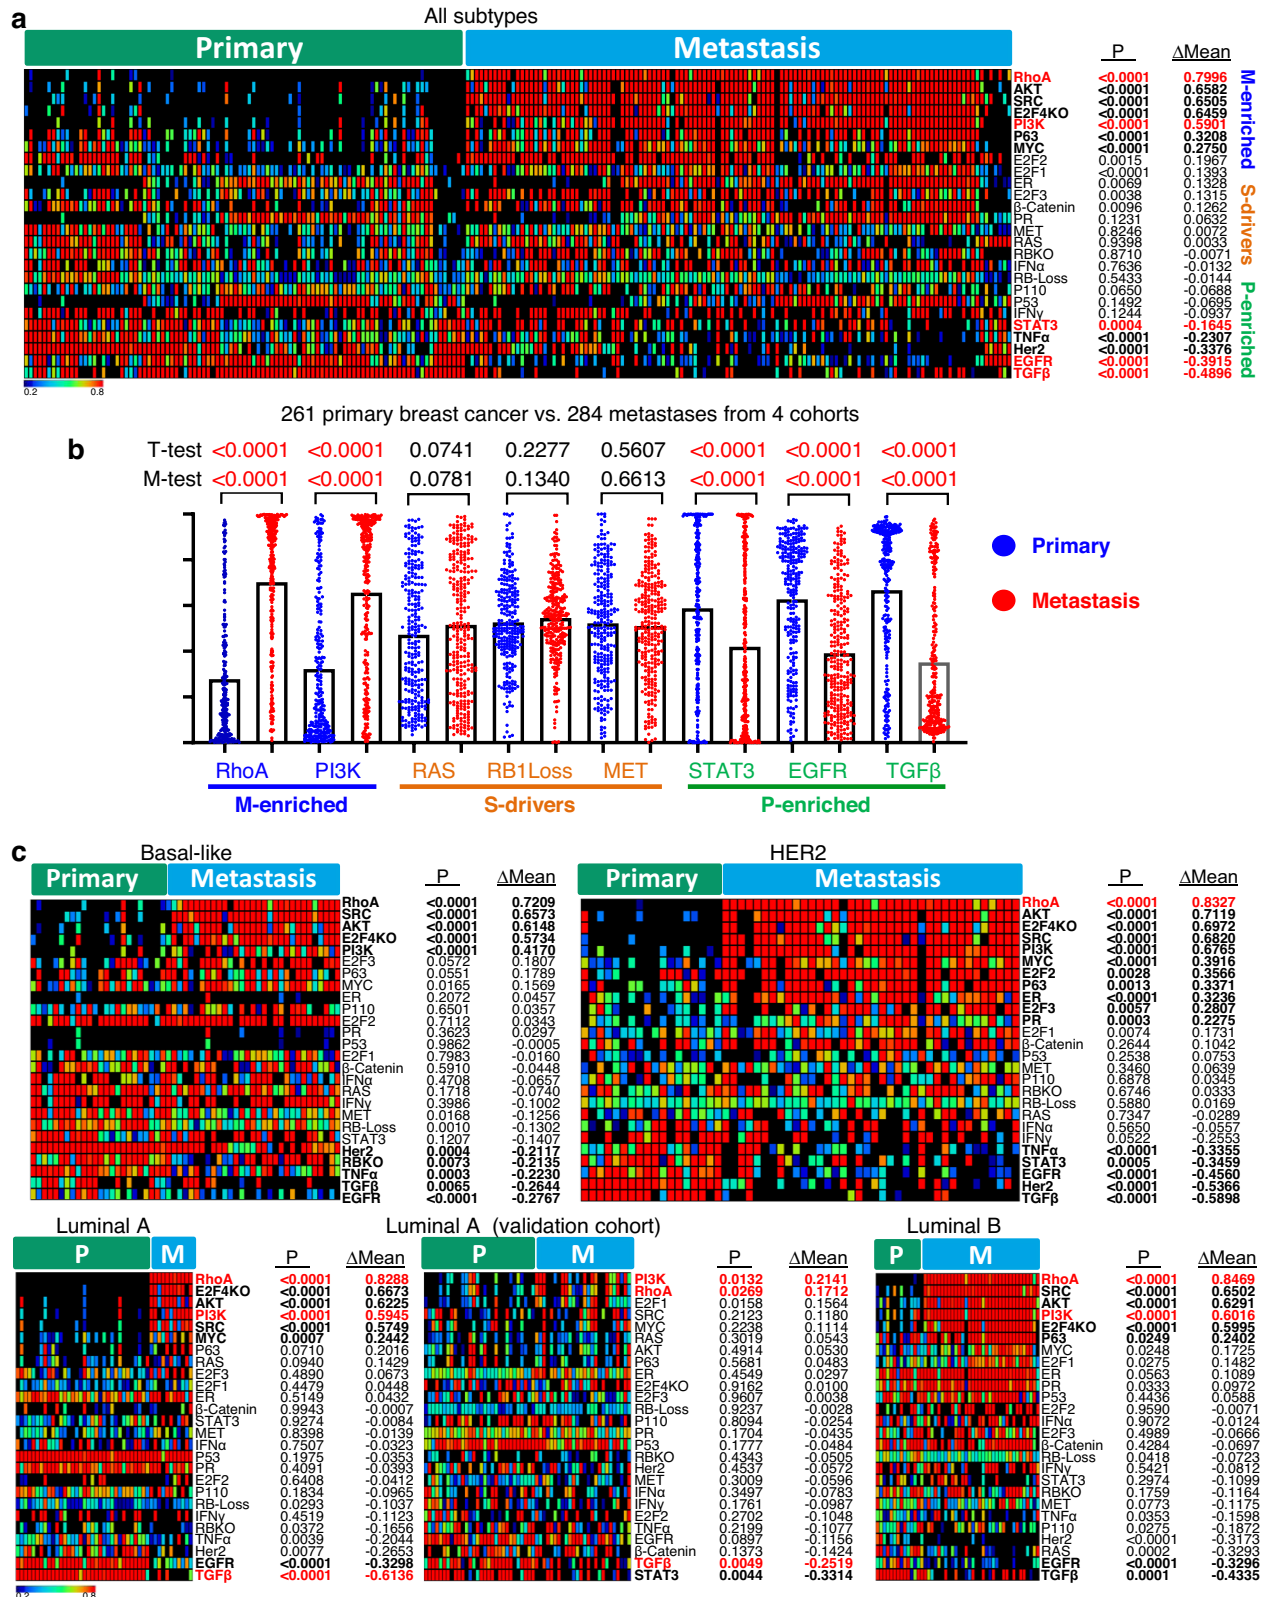 a
All subtypes
Primary Metastasis
P ΔMean
RhoA <0.0001 0.7996
AKT <0.0001 0.6582
SRC <0.0001 0.6505
E2F4KO <0.0001 0.6459
PI3K <0.0001 0.5901
P63 <0.0001 0.3208
MYC <0.0001 0.2750
E2F2 0.0015 0.1967
E2F1 <0.0001 0.1393
ER 0.0069 0.1328
E2F3 0.0038 0.1315
β-Catenin 0.0096 0.1262
PR 0.1231 0.0632
MET 0.8246 0.0072
RAS 0.9398 0.0033
RBKO 0.8710 -0.0071
IFNα 0.7636 -0.0132
RB-Loss 0.5433 -0.0144
P110 0.0650 -0.0688
P53 0.1492 -0.0695
IFNγ 0.1244 -0.0937
STAT3 0.0004 -0.1645
TNFα <0.0001 -0.2307
Her2 <0.0001 -0.3376
EGFR <0.0001 -0.3915
TGFβ <0.0001 -0.4896
M-enriched S-drivers P-enriched
0.2 0.8
261 primary breast cancer vs. 284 metastases from 4 cohorts
b
T-test <0.0001 <0.0001 0.0741 0.2277 0.5607 <0.0001 <0.0001 <0.0001
M-test <0.0001 <0.0001 0.0781 0.1340 0.6613 <0.0001 <0.0001 <0.0001
Primary
Metastasis
RhoA PI3K RAS RB1Loss MET STAT3 EGFR TGFβ
M-enriched S-drivers P-enriched
c
Basal-like
Primary Metastasis
P ΔMean
RhoA <0.0001 0.7209
SRC <0.0001 0.6573
AKT <0.0001 0.6148
E2F4KO <0.0001 0.5734
PI3K <0.0001 0.4170
E2F3 0.0572 0.1807
P63 0.0551 0.1789
MYC 0.0165 0.1569
ER 0.2072 0.0457
P110 0.6501 0.0357
E2F2 0.7112 0.0343
PR 0.3623 0.0297
P53 0.9862 -0.0005
E2F1 0.7983 -0.0160
β-Catenin 0.5910 -0.0448
IFNα 0.4708 -0.0657
RAS 0.1718 -0.0740
IFNγ 0.3986 -0.1002
MET 0.0168 -0.1256
RB-Loss 0.0010 -0.1302
STAT3 0.1207 -0.1407
Her2 0.0004 -0.2117
RBKO 0.0073 -0.2135
TNFα 0.0003 -0.2230
TGFβ 0.0065 -0.2644
EGFR <0.0001 -0.2767
HER2
Primary Metastasis
P ΔMean
RhoA <0.0001 0.8327
AKT <0.0001 0.7119
E2F4KO <0.0001 0.6972
SRC <0.0001 0.6820
PI3K <0.0001 0.6765
MYC <0.0001 0.3916
E2F2 0.0028 0.3566
P63 0.0013 0.3371
ER <0.0001 0.3236
E2F3 0.0057 0.2807
PR 0.0003 0.2275
E2F1 0.0074 0.1731
β-Catenin 0.2644 0.1042
P53 0.2538 0.0753
MET 0.3460 0.0639
P110 0.6878 0.0345
RBKO 0.6746 0.0333
RB-Loss 0.5880 0.0169
RAS 0.7347 -0.0289
IFNα 0.5650 -0.0557
IFNγ 0.0522 -0.2553
TNFα <0.0001 -0.3355
STAT3 0.0005 -0.3459
EGFR <0.0001 -0.4560
Her2 <0.0001 -0.5366
TGFβ <0.0001 -0.5898
Luminal A
P M
P ΔMean
RhoA <0.0001 0.8288
E2F4KO <0.0001 0.6673
AKT <0.0001 0.6225
PI3K <0.0001 0.5945
SRC <0.0001 0.5749
MYC 0.0007 0.2442
P63 0.0710 0.2016
RAS 0.0940 0.1429
E2F3 0.4890 0.0673
E2F1 0.4479 0.0448
ER 0.5149 0.0432
β-Catenin 0.9943 -0.0007
STAT3 0.9274 -0.0084
MET 0.8398 -0.0139
IFNα 0.7507 -0.0323
P53 0.1975 -0.0353
PR 0.4091 -0.0393
E2F2 0.6408 -0.0412
P110 0.1834 -0.0965
RB-Loss 0.0293 -0.1037
IFNγ 0.4519 -0.1123
RBKO 0.0372 -0.1656
TNFα 0.0039 -0.2044
Her2 0.0077 -0.2653
EGFR <0.0001 -0.3298
TGFβ <0.0001 -0.6136
0.2 0.8
Luminal A (validation cohort)
P M
P ΔMean
PI3K 0.0132 0.2141
RhoA 0.0269 0.1712
E2F1 0.0158 0.1564
SRC 0.2123 0.1180
MYC 0.2238 0.1114
RAS 0.3019 0.0543
AKT 0.4914 0.0530
P63 0.5681 0.0483
ER 0.4549 0.0297
E2F4KO 0.9162 0.0100
E2F3 0.9607 0.0038
RB-Loss 0.9237 -0.0028
P110 0.8094 -0.0254
PR 0.1704 -0.0435
P53 0.1777 -0.0484
RBKO 0.4343 -0.0505
Her2 0.4537 -0.0572
MET 0.3009 -0.0596
IFNα 0.3497 -0.0783
IFNγ 0.1761 -0.0987
E2F2 0.2702 -0.1048
TNFα 0.2199 -0.1077
EGFR 0.0897 -0.1156
β-Catenin 0.1373 -0.1424
TGFβ 0.0049 -0.2519
STAT3 0.0044 -0.3314
Luminal B
P M
P ΔMean
RhoA <0.0001 0.8469
SRC <0.0001 0.6502
AKT <0.0001 0.6291
PI3K <0.0001 0.6016
E2F4KO <0.0001 0.5995
P63 0.0249 0.2402
MYC 0.0248 0.1725
E2F1 0.0275 0.1482
ER 0.0563 0.1089
PR 0.0333 0.0972
P53 0.4436 0.0588
E2F2 0.9590 -0.0071
IFNα 0.9072 -0.0124
E2F3 0.4989 -0.0666
β-Catenin 0.4284 -0.0697
RB-Loss 0.0418 -0.0723
IFNγ 0.5421 -0.0812
STAT3 0.2974 -0.1099
RBKO 0.1759 -0.1164
MET 0.0773 -0.1175
TNFα 0.0353 -0.1598
P110 0.0275 -0.1872
Her2 <0.0001 -0.3173
RAS 0.0002 -0.3293
EGFR <0.0001 -0.3296
TGFβ 0.0001 -0.4335